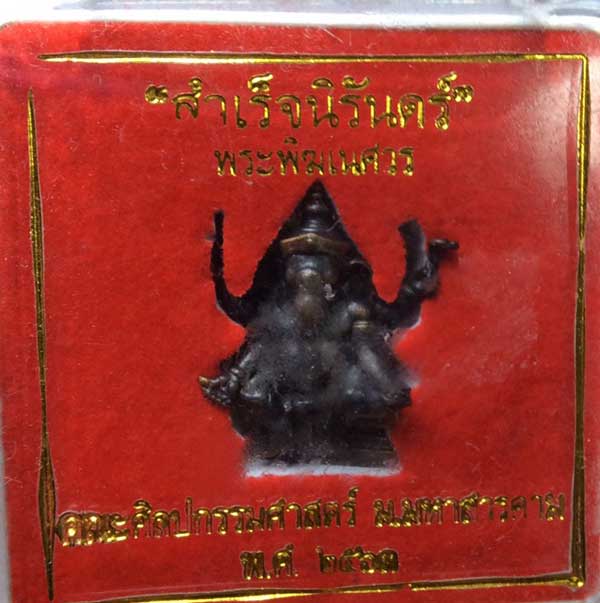 “สำเร็จนิรันดร์”
พระพิฆเนศวร
คณะศิลปกรรมศาสตร์ ม.มหาสารคาม
พ.ศ. ๒๕๖๓